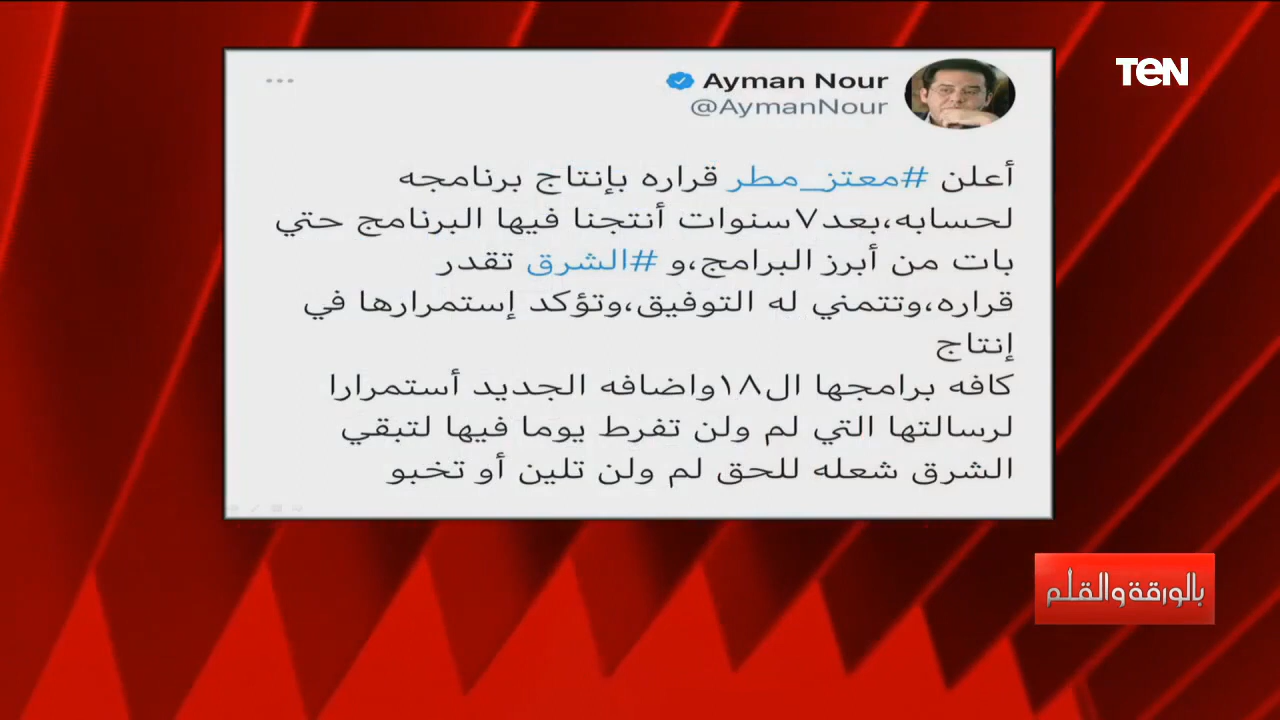 TEN
Ayman Nour
@AymanNour
أعلن #معتز_مطر قراره بإنتاج برنامجه
لحسابه،بعد٧سنوات أنتجنا فيها البرنامج حتي
بات من أبرز البرامج،و #الشرق تقدر
قراره،وتتمني له التوفيق،وتؤكد إستمرارها في
إنتاج
كافه برامجها ال١٨واضافه الجديد أستمرارا
لرسالتها التي لم ولن تفرط يوما فيها لتبقي
الشرق شعله للحق لم ولن تلين أو تخبو
بالورقة والقلم